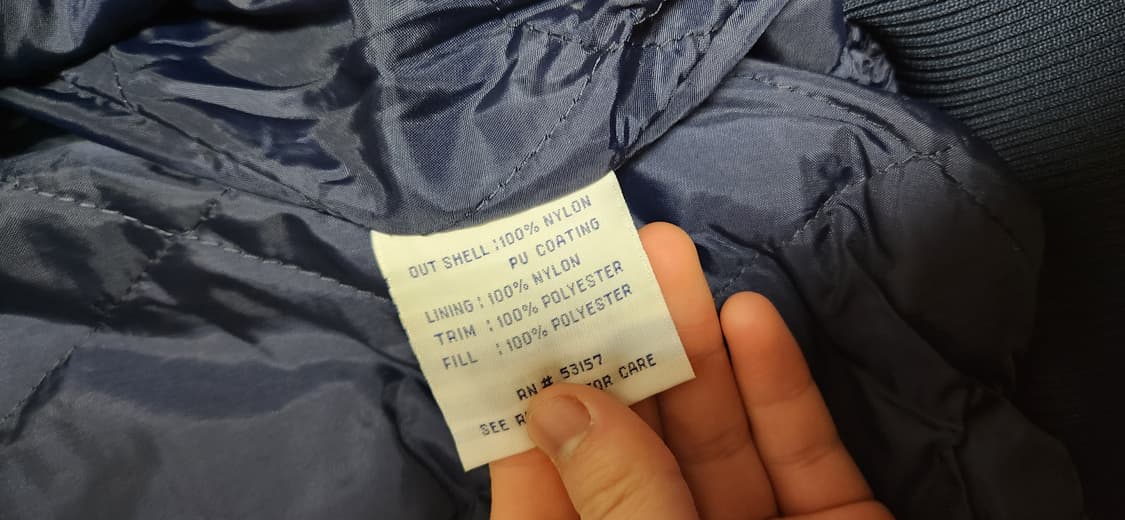 OUT SHELL : 100% NYLON
PU COATING
LINING : 100% NYLON
TRIM : 100% POLYESTER
FILL : 100% POLYESTER
RN # 53157
SEE FOR CARE